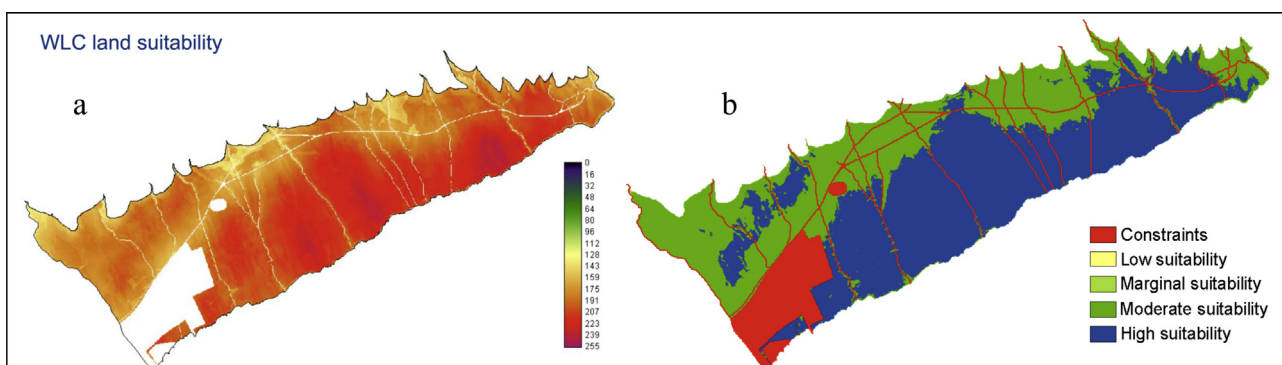 WLC land suitability
a
b
0
16
32
48
64
80
96
112
128
143
159
175
191
207
223
239
255
Constraints
Low suitability
Marginal suitability
Moderate suitability
High suitability